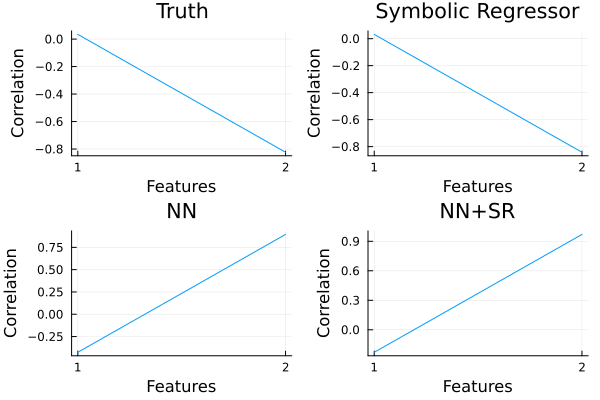 Truth
Correlation
0.0
−0.2
−0.4
−0.6
−0.8
1
2
Features
Symbolic Regressor
Correlation
0.0
−0.2
−0.4
−0.6
−0.8
1
2
Features
NN
Correlation
0.75
0.50
0.25
0.00
−0.25
1
2
Features
NN+SR
Correlation
0.9
0.6
0.3
0.0
1
2
Features